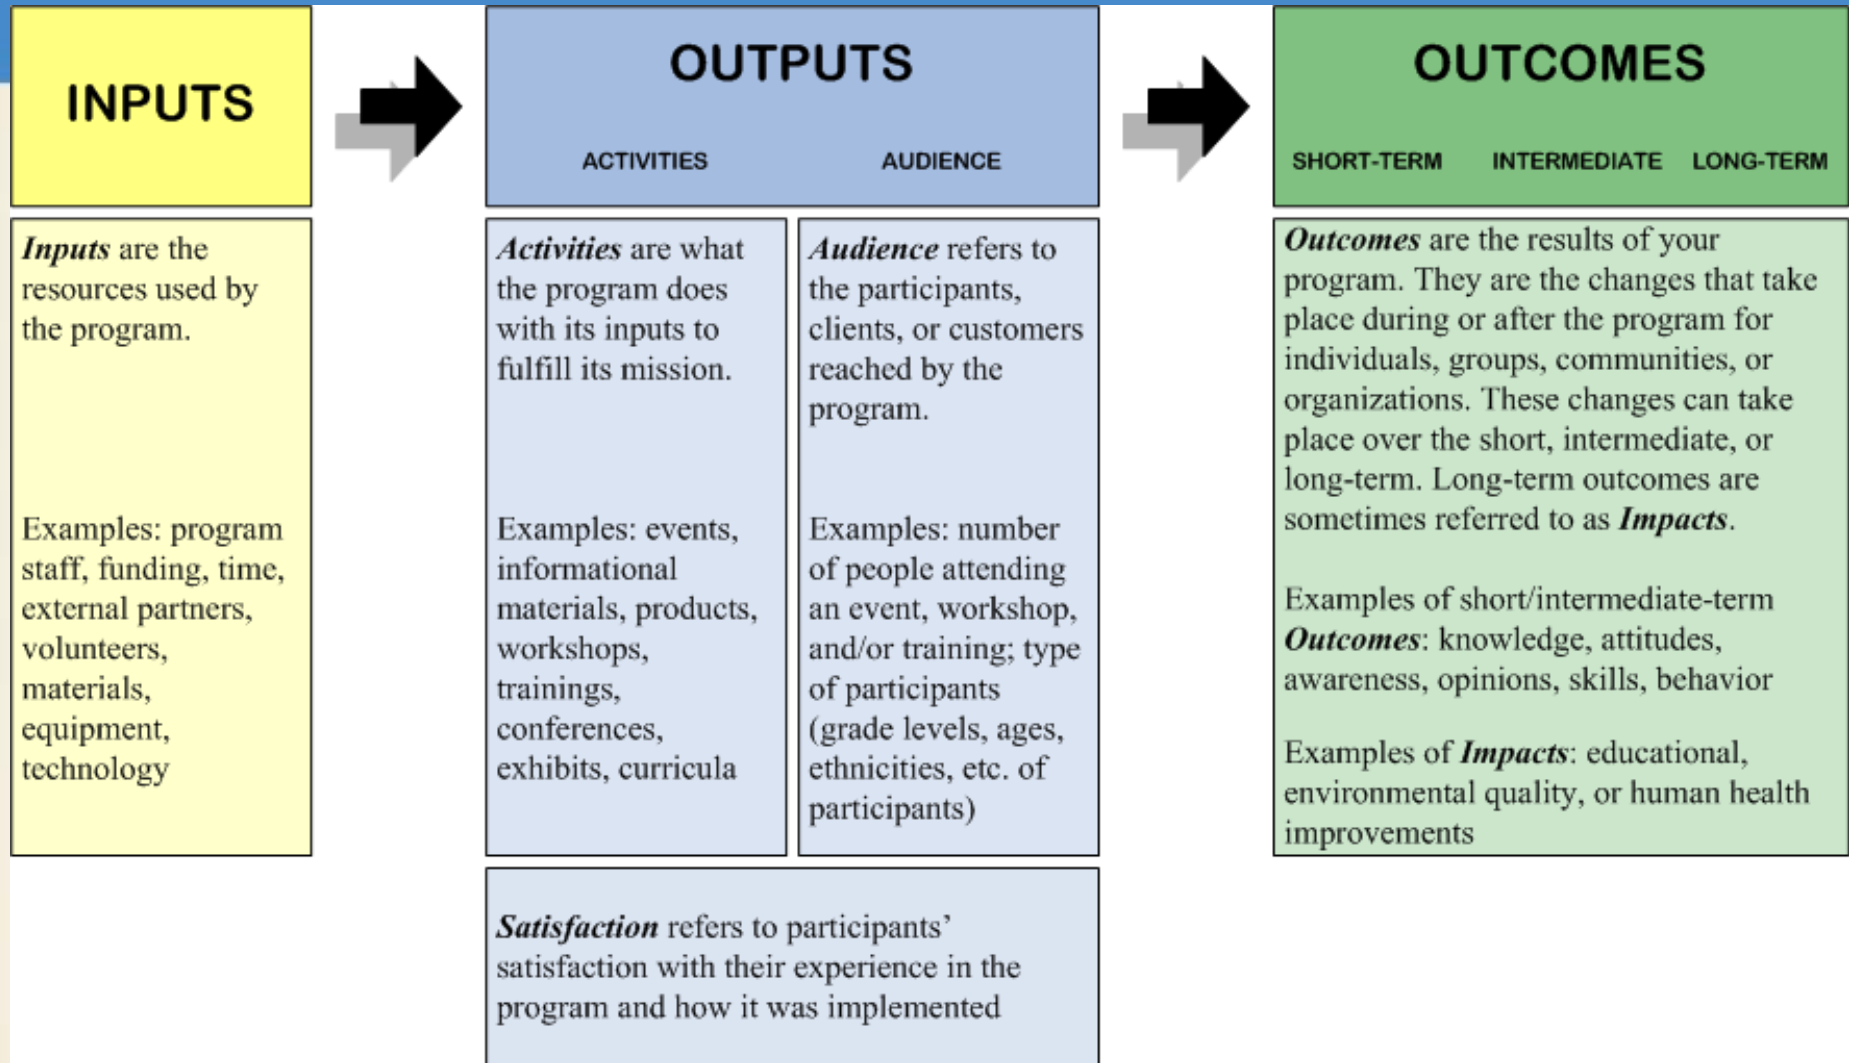 INPUTS
OUTPUTS
ACTIVITIES AUDIENCE
OUTCOMES
SHORT-TERM INTERMEDIATE LONG-TERM
Inputs are the
resources used by
the program.
Examples: program
staff, funding, time,
external partners,
volunteers,
materials,
equipment,
technology
Activities are what
the program does
with its inputs to
fulfill its mission.
Examples: events,
informational
materials, products,
workshops,
trainings,
conferences,
exhibits, curricula
Audience refers to
the participants,
clients, or customers
reached by the
program.
Examples: number
of people attending
an event, workshop,
and/or training; type
of participants
(grade levels, ages,
ethnicities, etc. of
participants)
Satisfaction refers to participants’
satisfaction with their experience in the
program and how it was implemented
Outcomes are the results of your
program. They are the changes that take
place during or after the program for
individuals, groups, communities, or
organizations. These changes can take
place over the short, intermediate, or
long-term. Long-term outcomes are
sometimes referred to as Impacts.
Examples of short/intermediate-term
Outcomes: knowledge, attitudes,
awareness, opinions, skills, behavior
Examples of Impacts: educational,
environmental quality, or human health
improvements